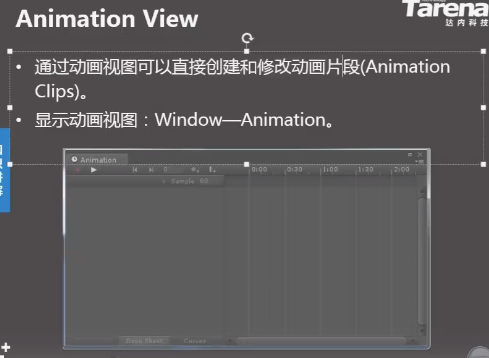 Animation View
Tarena
达内科技
• 通过动画视图可以直接创建和修改动画片段(Animation
Clips)。
• 显示动画视图：Window—Animation。
Animation
Sample 60
0:00 0:30 1:00 1:30 2:00
Dope Sheet Curves